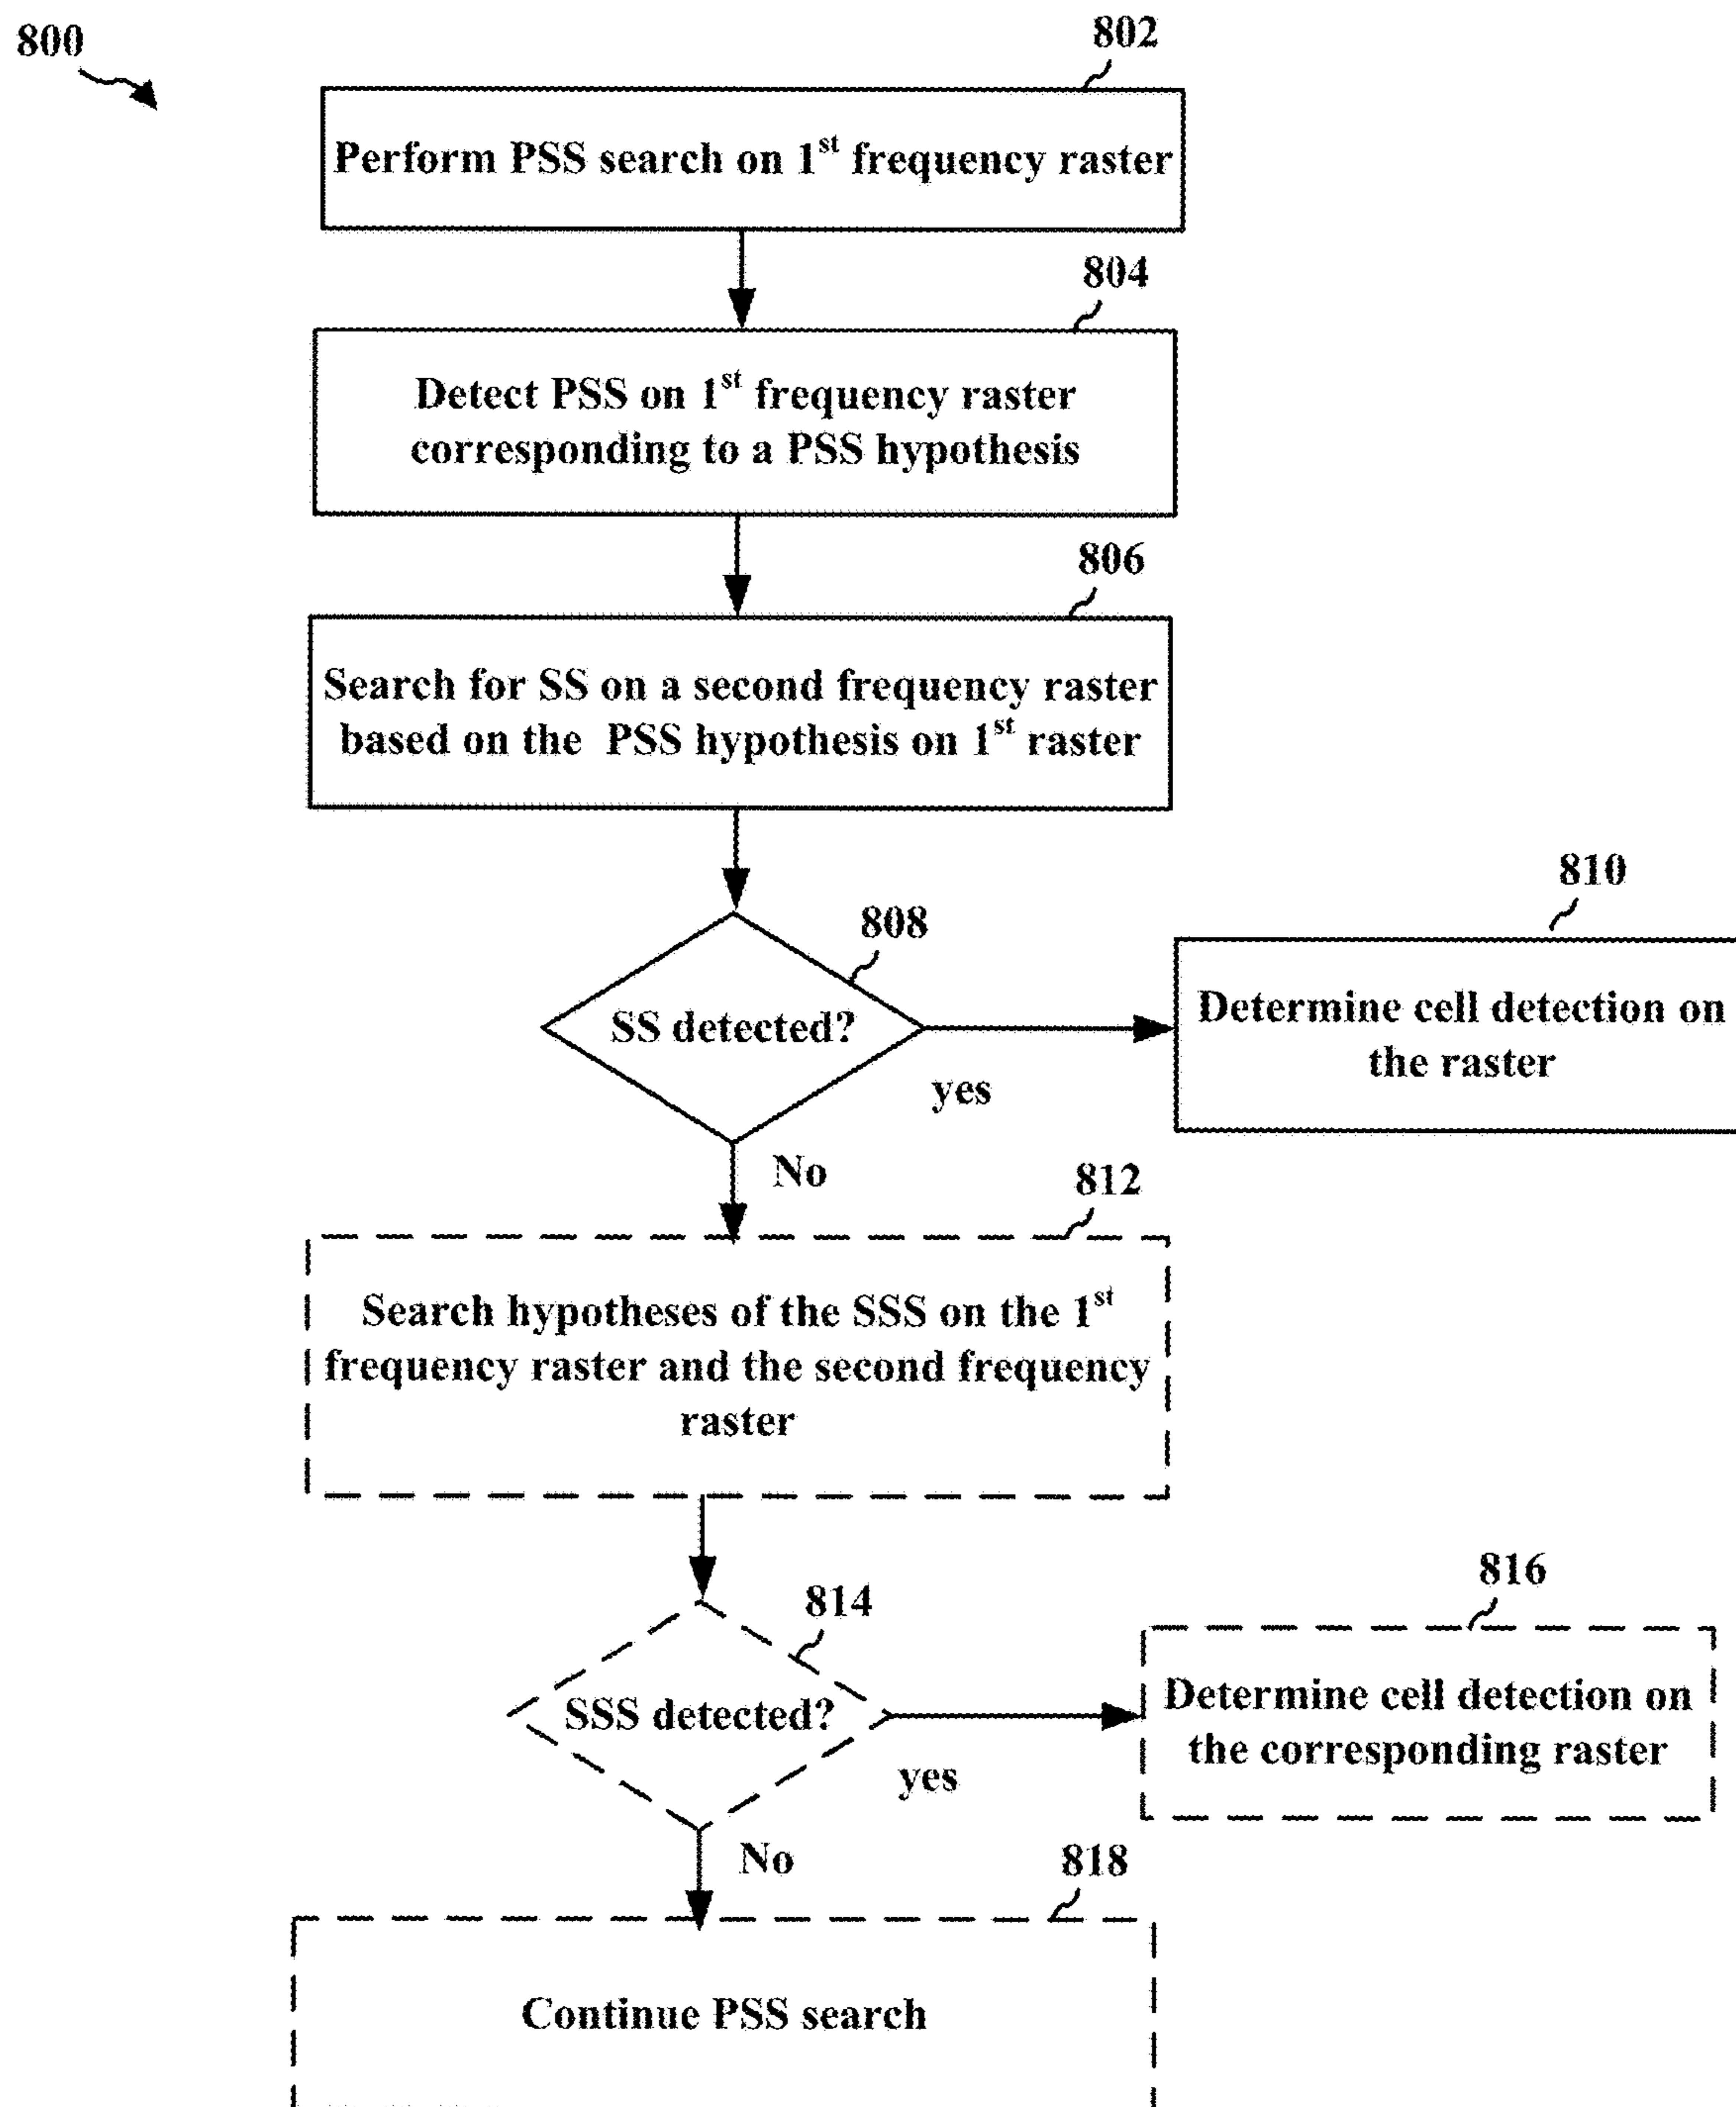 800
802
Perform PSS search on 1st frequency raster
804
Detect PSS on 1st frequency raster
corresponding to a PSS hypothesis
806
Search for SS on a second frequency raster
based on the PSS hypothesis on 1st raster
808
SS detected?
yes
810
Determine cell detection on
the raster
No
812
Search hypotheses of the SSS on the 1st
frequency raster and the second frequency
raster
814
SSS detected?
yes
816
Determine cell detection on
the corresponding raster
No
818
Continue PSS search